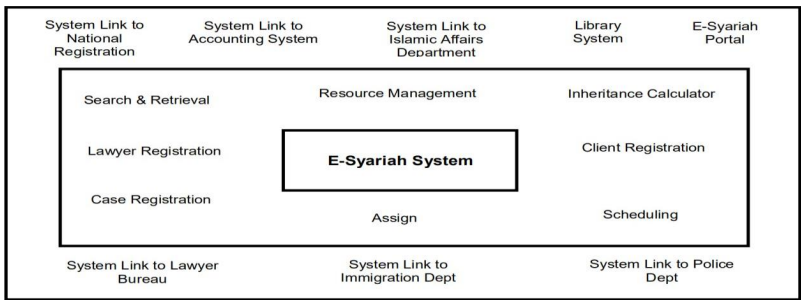 System Link to
National
Registration
System Link to
Accounting System
System Link to
Islamic Affairs
Department
Library
System
E-Syariah
Portal
Search & Retrieval
Resource Management
Inheritance Calculator
Lawyer Registration
E-Syariah System
Client Registration
Case Registration
Assign
Scheduling
System Link to Lawyer
Bureau
System Link to
Immigration Dept
System Link to Police
Dept